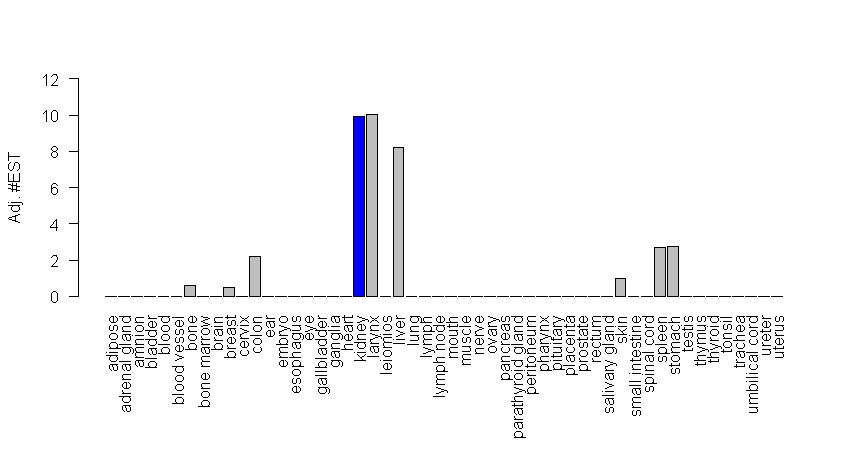 Adj. #EST
12
10
8
6
4
2
0
adipose
adrenal gland
amnion
bladder
blood
blood vessel
bone
bone marrow
brain
breast
cervix
colon
ear
embryo
esophagus
eye
gallbladder
ganglia
heart
kidney
larynx
leiomios
liver
lung
lymph
lymph node
mouth
muscle
nerve
ovary
pancreas
parathyroid gland
peritoneum
pharynx
pituitary
placenta
prostate
rectum
salivary gland
skin
small intestine
spinal cord
spleen
stomach
testis
thymus
thyroid
tonsil
trachea
umbilical cord
ureter
uterus